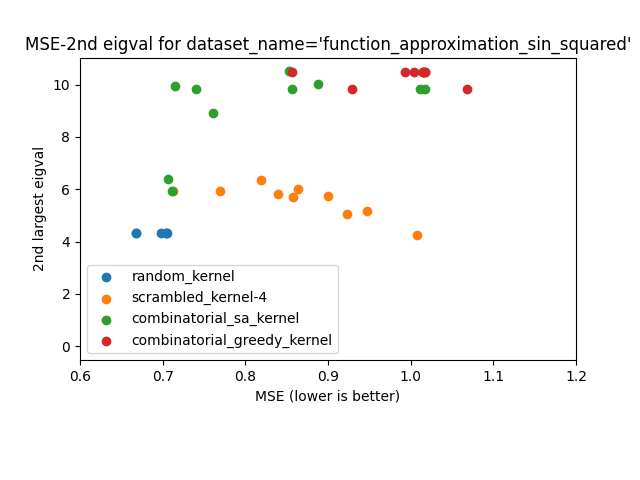 MSE-2nd eigval for dataset_name='function_approximation_sin_squared'
10
8
6
4
2
0
2nd largest eigval
random_kernel
scrambled_kernel-4
combinatorial_sa_kernel
combinatorial_greedy_kernel
0.6 0.7 0.8 0.9 1.0 1.1 1.2
MSE (lower is better)